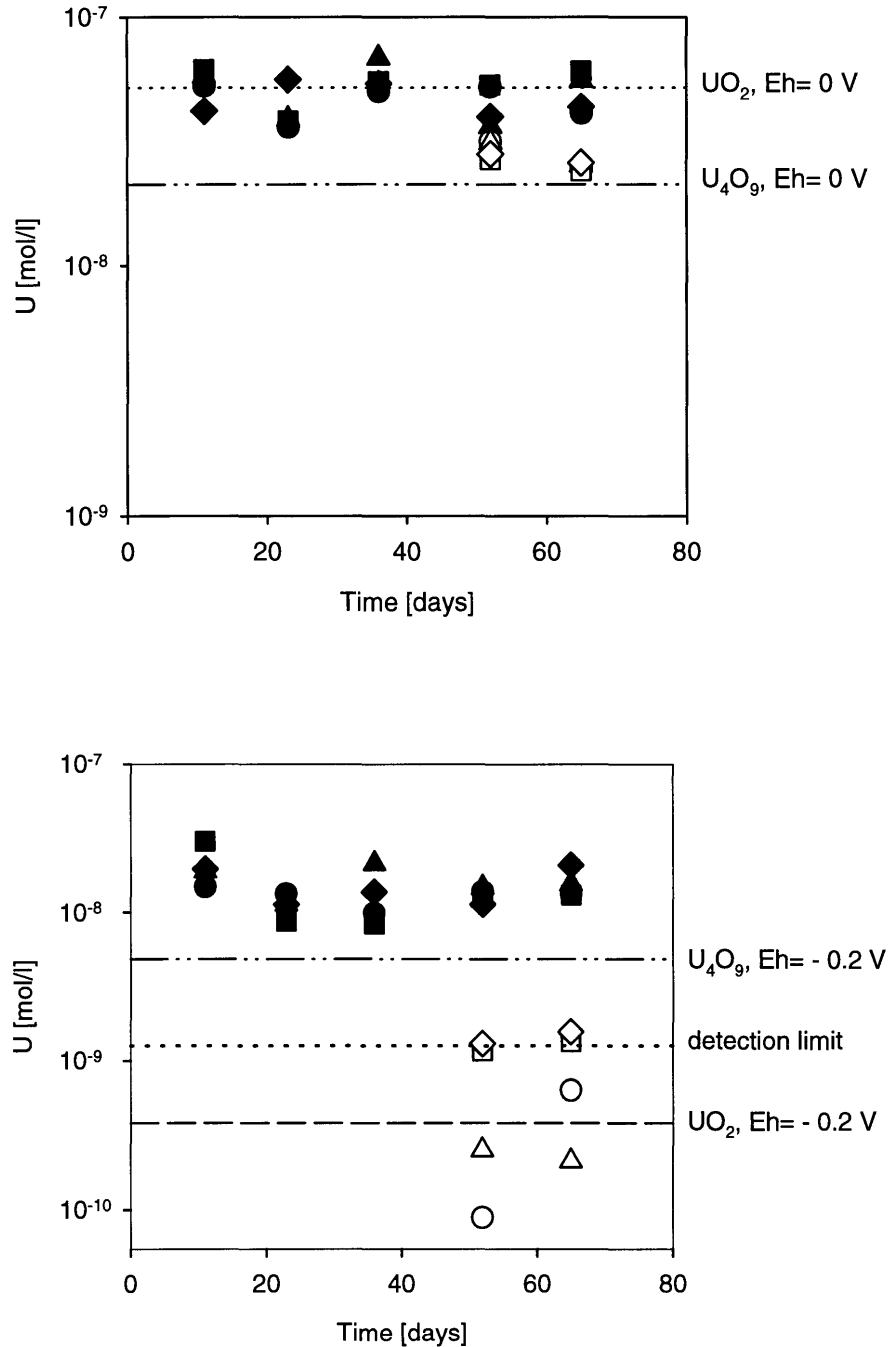 10⁻⁷
UO₂, Eh= 0 V
U₄O₉, Eh= 0 V
U [mol/l]
10⁻⁸
10⁻⁹
0 20 40 60 80
Time [days]
10⁻⁷
10⁻⁸
U₄O₉, Eh= - 0.2 V
U [mol/l]
detection limit
10⁻⁹
UO₂, Eh= - 0.2 V
10⁻¹⁰
0 20 40 60 80
Time [days]